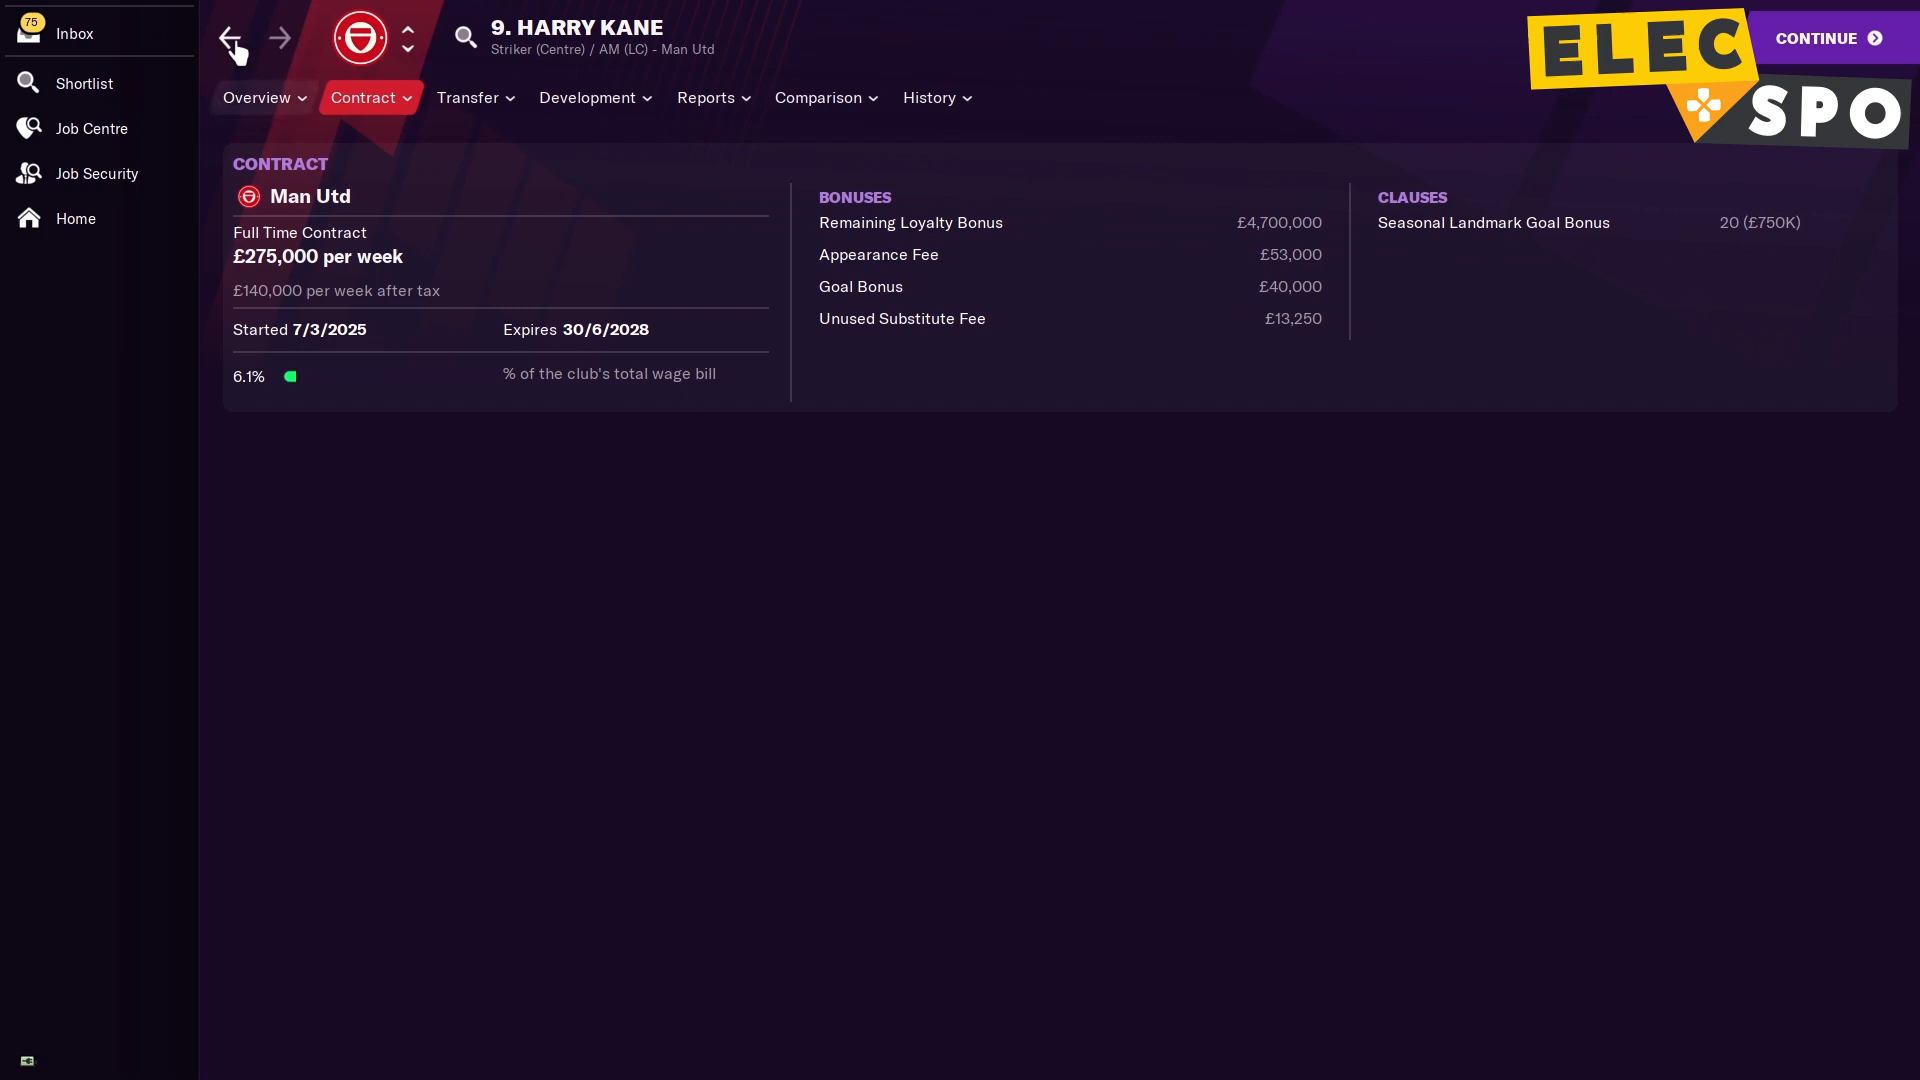 75
Inbox
Shortlist
Job Centre
Job Security
Home
9. HARRY KANE
Striker (Centre) / AM (LC) - Man Utd
ELEC
SPO
CONTINUE
Overview
Contract
Transfer
Development
Reports
Comparison
History
CONTRACT
Man Utd
Full Time Contract
£275,000 per week
£140,000 per week after tax
Started 7/3/2025
Expires 30/6/2028
6.1%
% of the club's total wage bill
BONUSES
Remaining Loyalty Bonus £4,700,000
Appearance Fee £53,000
Goal Bonus £40,000
Unused Substitute Fee £13,250
CLAUSES
Seasonal Landmark Goal Bonus 20 (£750K)